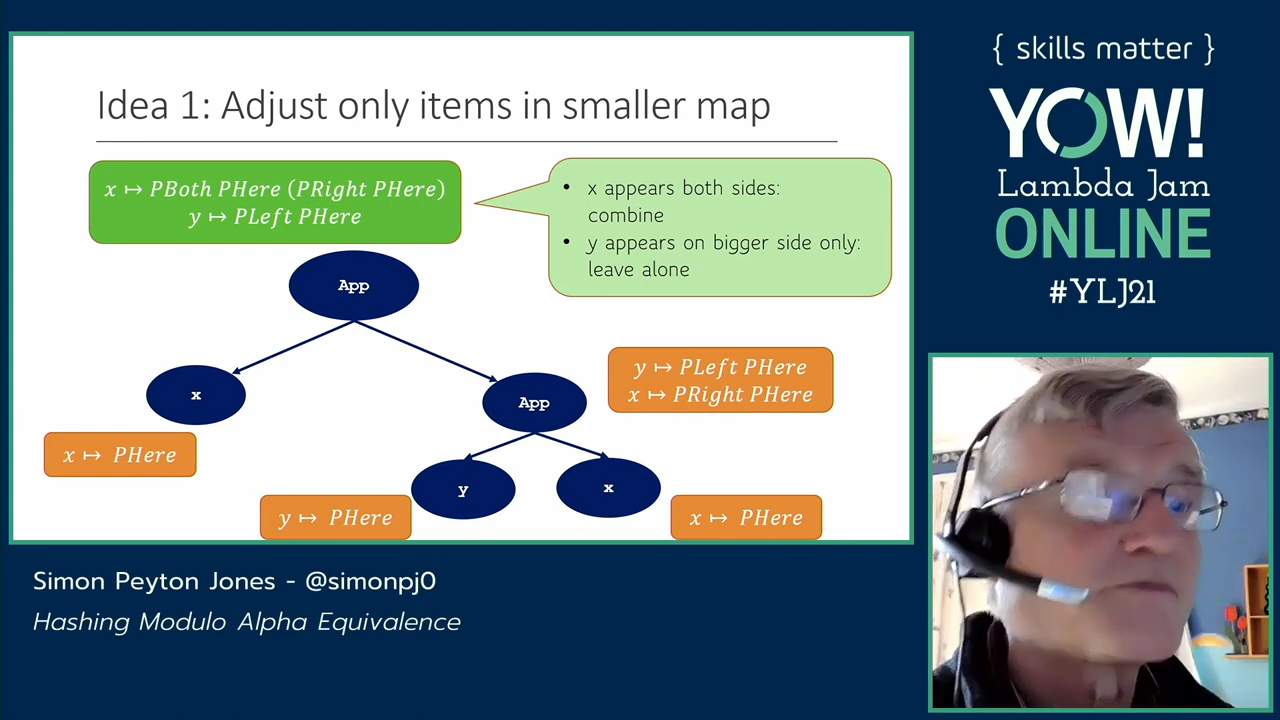 Idea 1: Adjust only items in smaller map
x ↦ PBoth PHere (PRight PHere)
y ↦ PLeft PHere
• x appears both sides:
combine
• y appears on bigger side only:
leave alone
App
x
App
y ↦ PLeft PHere
x ↦ PRight PHere
x ↦ PHere
y
x
y ↦ PHere
x ↦ PHere
Simon Peyton Jones - @simonpj0
Hashing Modulo Alpha Equivalence
{ skills matter }
YOW!
Lambda Jam
ONLINE
#YLJ21